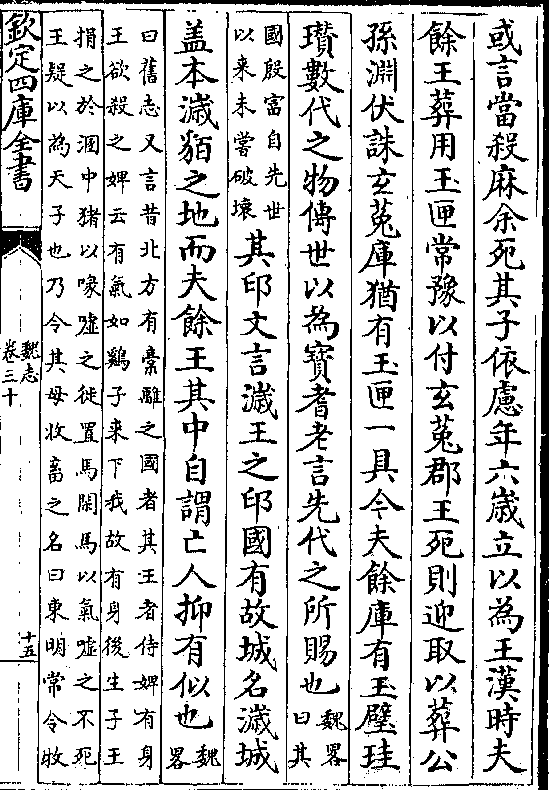 或言當殺麻余死其子依慮年六歲立以為王漢時夫
餘王葬用玉匣常豫以付玄菟郡王死則迎取以葬公
孫淵伏誅玄菟庫猶有玉匣一具今夫餘庫有玉璧珪
瓚數代之物傳世以為寶耆老言先代之所賜也魏畧
曰其
國殷富自先世
以来未嘗破壞
其印文言濊王之印國有故城名濊城
盖本濊貊之地而夫餘王其中自謂亡人抑有似也魏
畧
曰舊志又言昔北方有槀離之國者其王者侍婢有身
王欲殺之婢云有氣如鷄子来下我故有身後生子王
捐之於溷中猪以喙嘘之徙置馬閑馬以氣嘘之不死
王疑以為天子也乃令其母收畜之名曰東明常令牧
欽定四庫全書
魏志
卷三十
十五